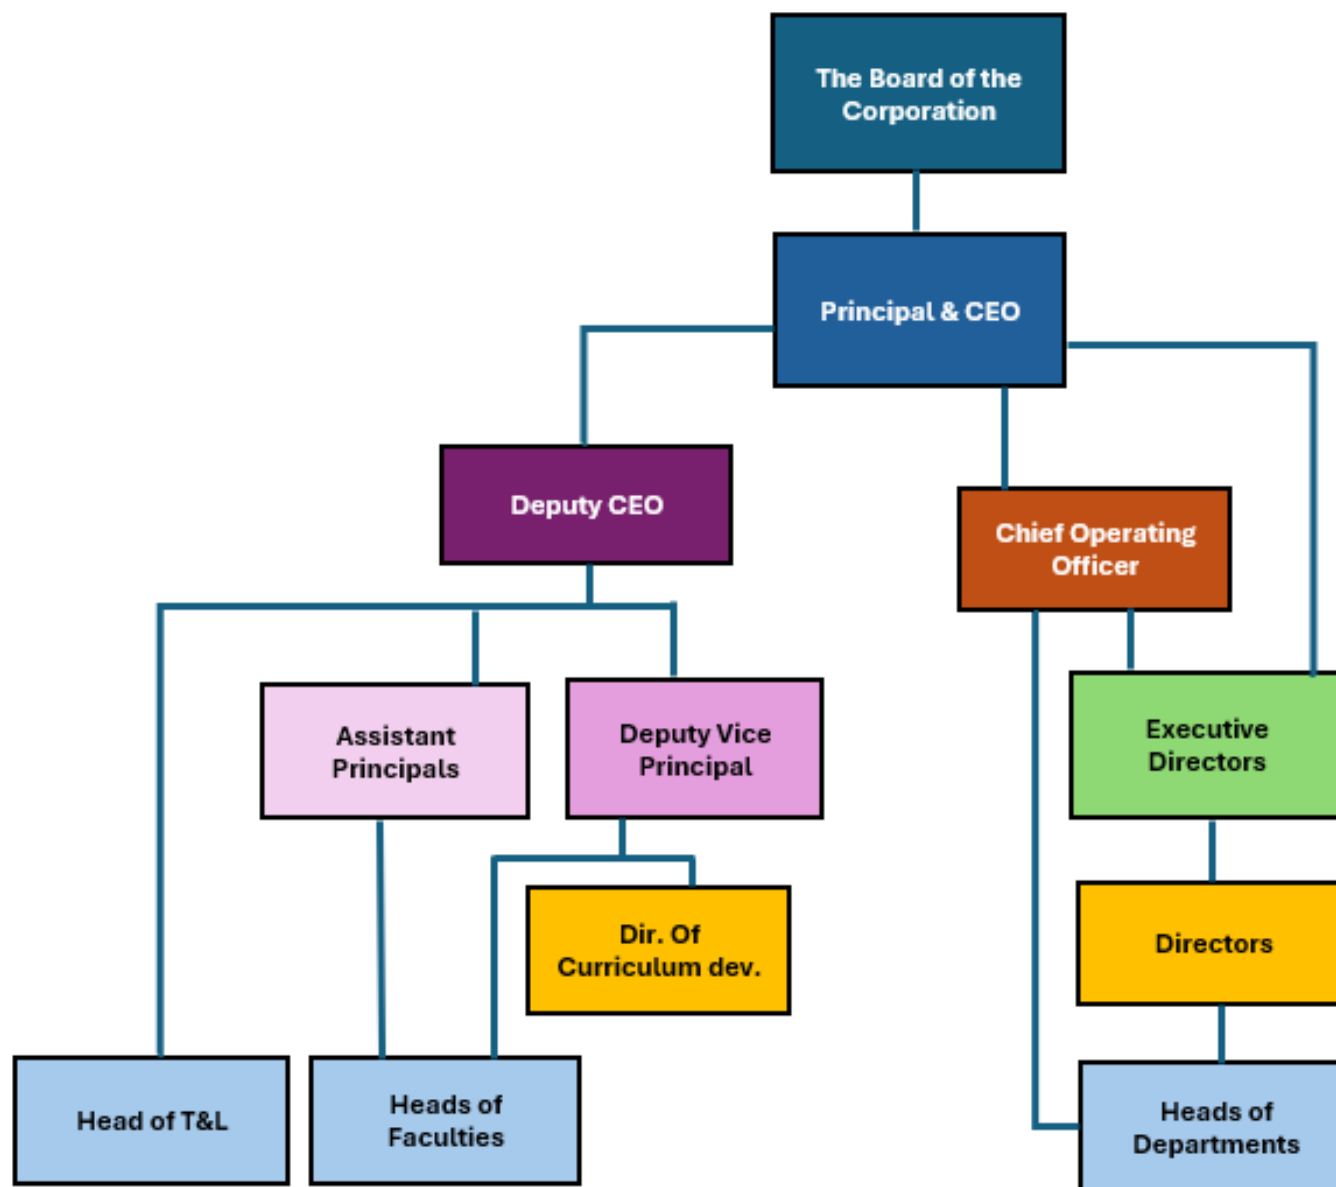 The Board of the
Corporation
Principal & CEO
Deputy CEO
Chief Operating
Officer
Assistant
Principals
Deputy Vice
Principal
Executive
Directors
Dir. Of
Curriculum dev.
Directors
Head of T&L
Heads of
Faculties
Heads of
Departments